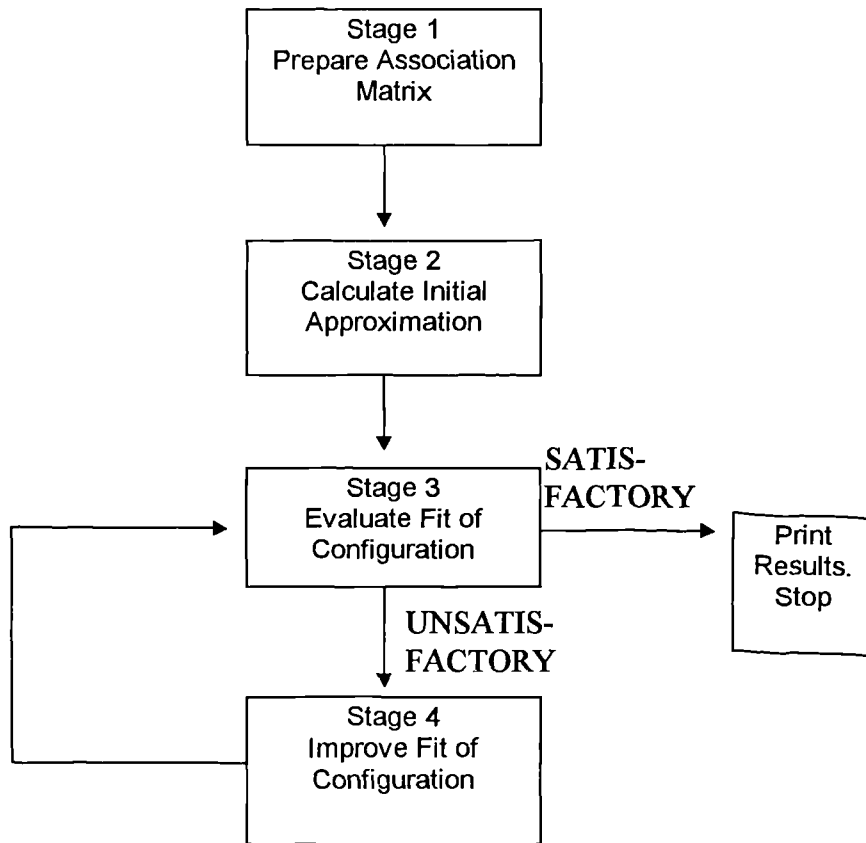 Stage 1
Prepare Association
Matrix
Stage 2
Calculate Initial
Approximation
Stage 3
Evaluate Fit of
Configuration
SATIS-
FACTORY
Print
Results.
Stop
UNSATIS-
FACTORY
Stage 4
Improve Fit of
Configuration